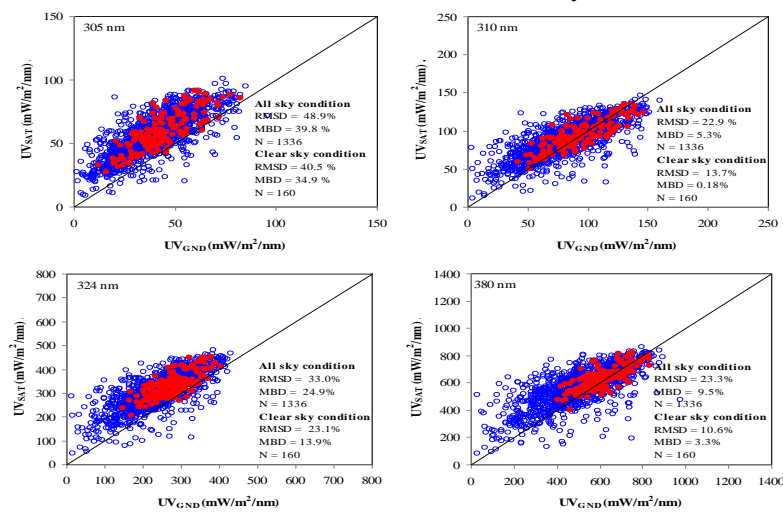 305 nm
150
100
50
0
0 50 100 150
UVSAT (mW/m²/nm).
UVGND (mW/m²/nm)
All sky condition
RMSD = 48.9%
MBD = 39.8 %
N = 1336
Clear sky condition
RMSD = 40.5 %
MBD = 34.9 %
N = 160
310 nm
250
200
150
100
50
0
0 50 100 150 200 250
UVSAT (mW/m²/nm).
UVGND (mW/m²/nm)
All sky condition
RMSD = 22.9 %
MBD = 5.3%
N = 1336
Clear sky condition
RMSD = 13.7%
MBD = 0.18%
N = 160
324 nm
800
700
600
500
400
300
200
100
0
0 200 400 600 800
UVSAT (mW/m²/nm).
UVGND (mW/m²/nm)
All sky condition
RMSD = 33.0%
MBD = 24.9%
N = 1336
Clear sky condition
RMSD = 23.1%
MBD = 13.9%
N = 160
380 nm
1400
1200
1000
800
600
400
200
0
0 200 400 600 800 1000 1200 1400
UVSAT (mW/m²/nm).
UVGND (mW/m²/nm)
All sky condition
RMSD = 23.3%
MBD = 9.5%
N = 1336
Clear sky condition
RMSD = 10.6%
MBD = 3.3%
N = 160